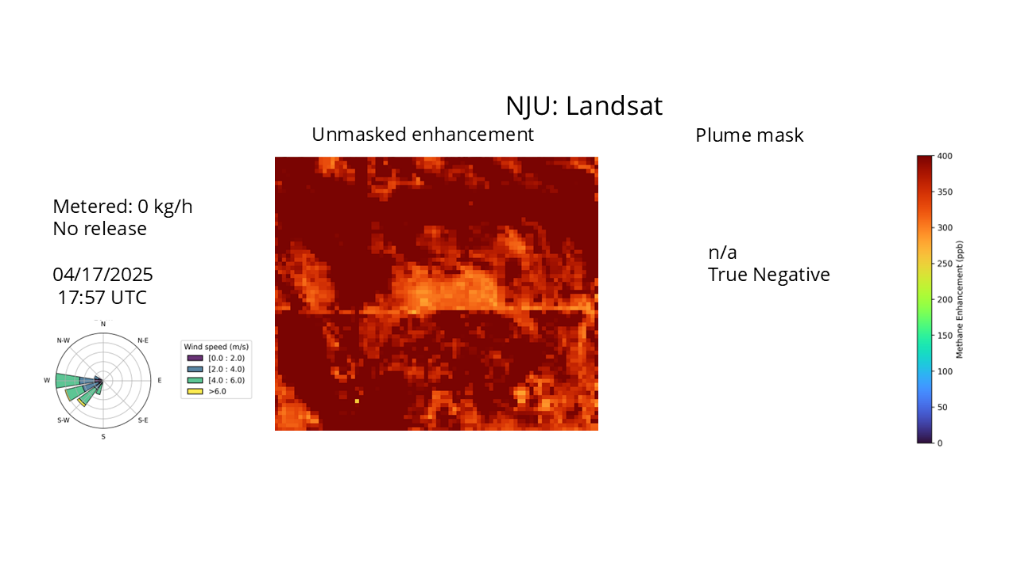 NJU: Landsat
Unmasked enhancement
Plume mask
Metered: 0 kg/h
No release
04/17/2025
17:57 UTC
n/a
True Negative
N
N-W
N-E
W
E
S-W
S-E
S
Wind speed (m/s)
[0.0 : 2.0)
[2.0 : 4.0)
[4.0 : 6.0)
>6.0
400
350
300
250
200
150
100
50
0
Methane Enhancement (ppb)